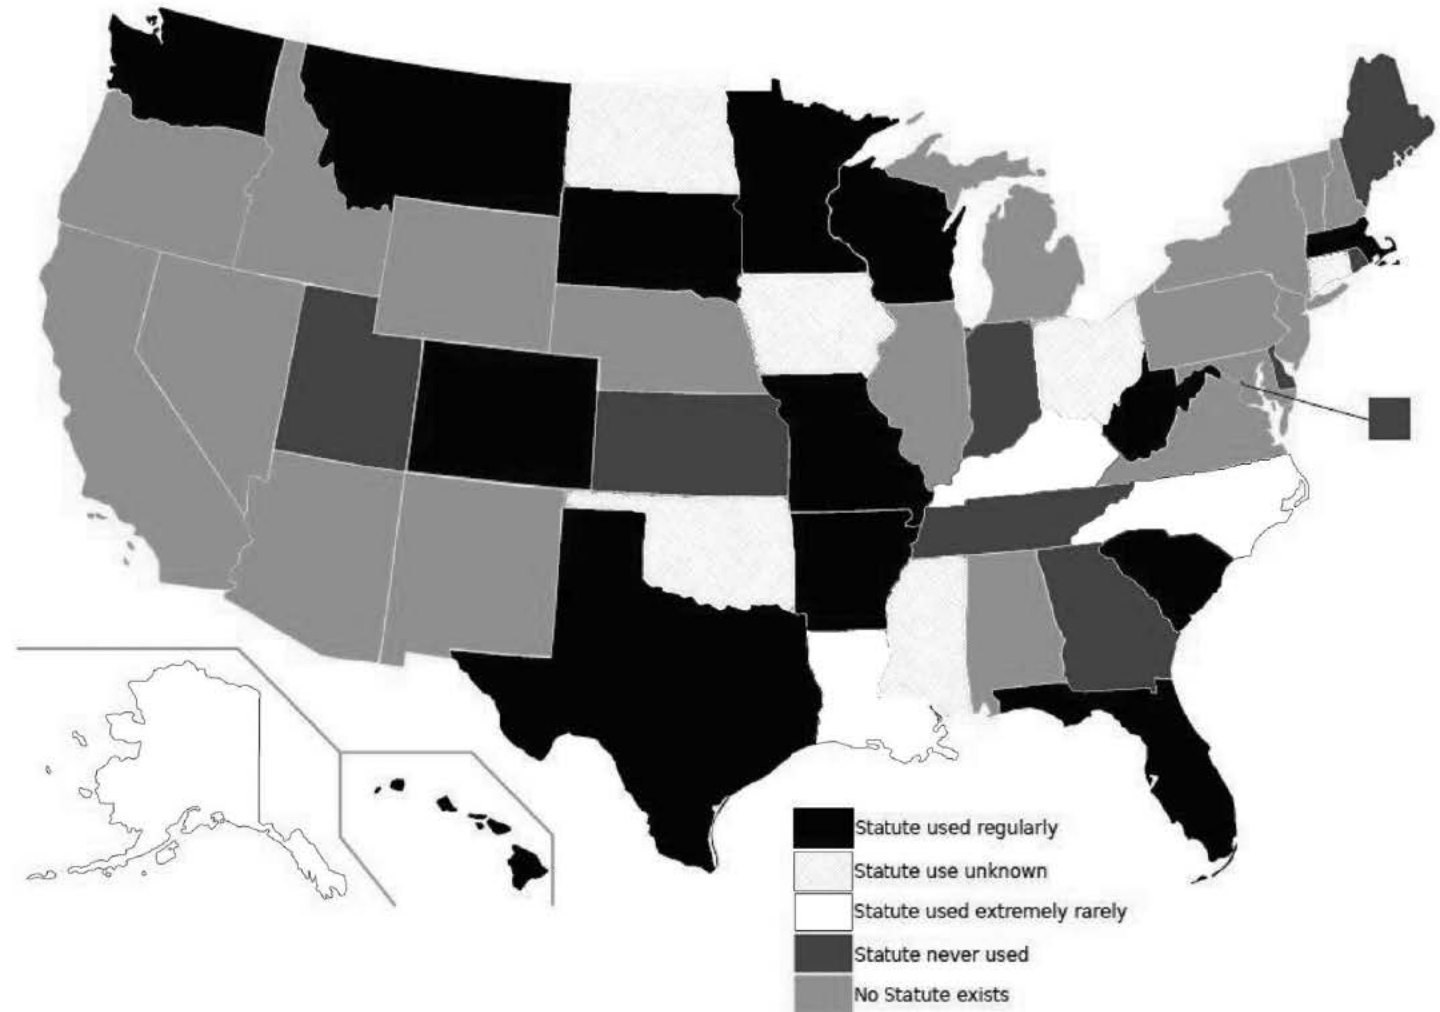 Statute used regularly
Statute use unknown
Statute used extremely rarely
Statute never used
No Statute exists